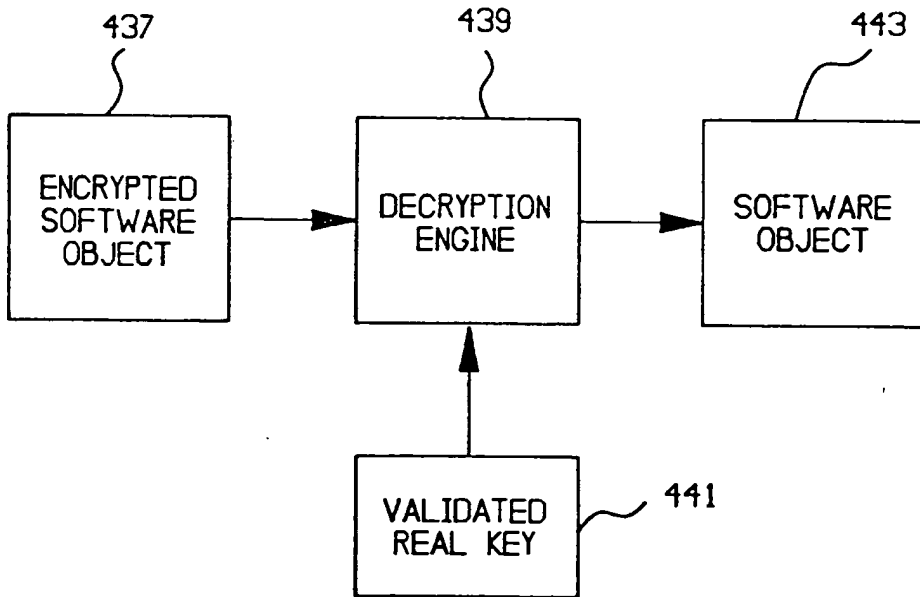 437
439
443
ENCRYPTED
SOFTWARE
OBJECT
DECRYPTION
ENGINE
SOFTWARE
OBJECT
VALIDATED
REAL KEY
441